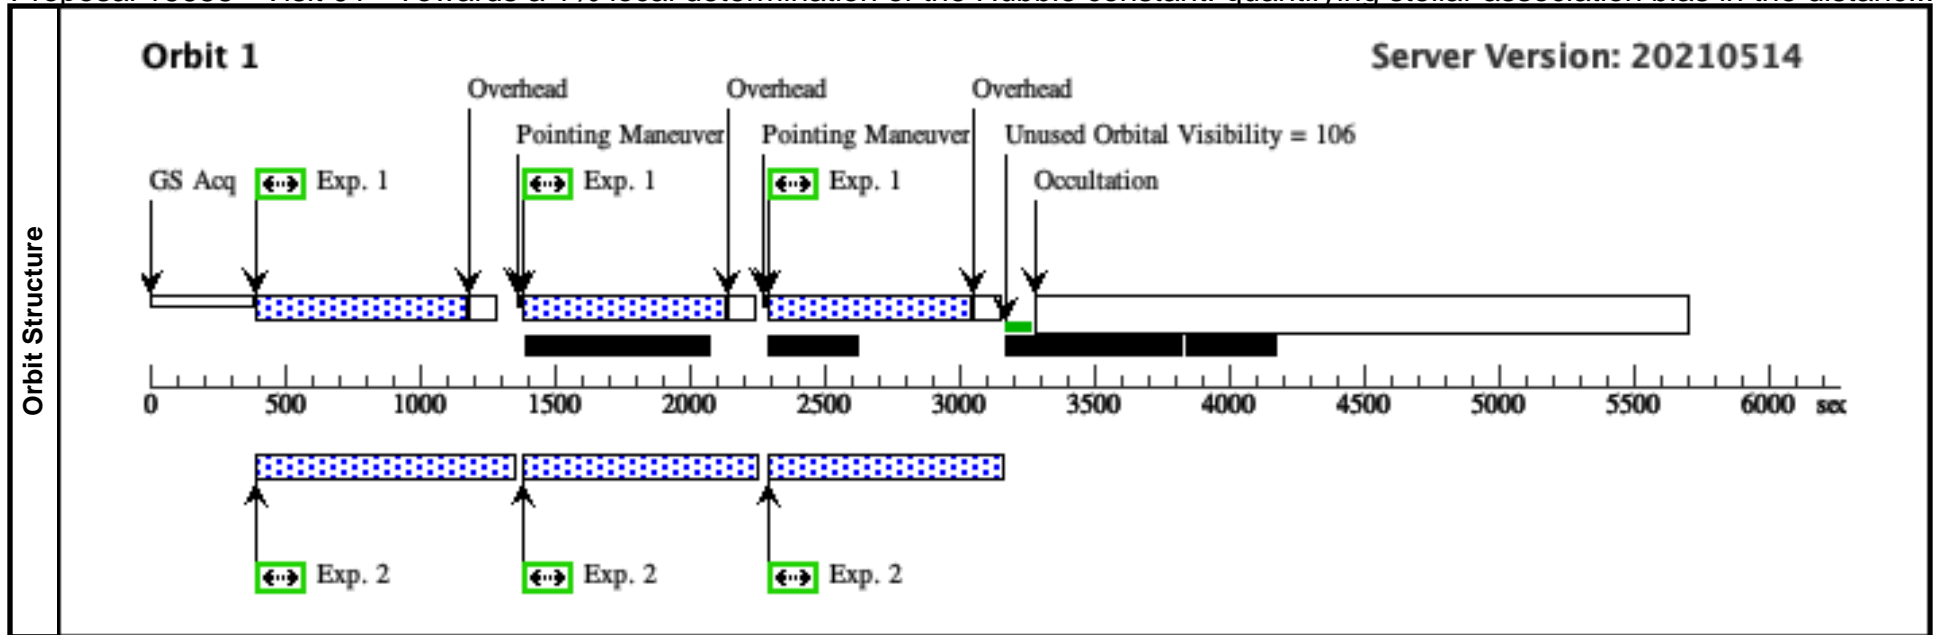 Orbit 1
Server Version: 20210514
Overhead Overhead Overhead
Pointing Maneuver Pointing Maneuver Unused Orbital Visibility = 106
GS Acq Exp. 1 Exp. 1 Exp. 1 Occultation
Orbit Structure
0 500 1000 1500 2000 2500 3000 3500 4000 4500 5000 5500 6000 sec
Exp. 2 Exp. 2 Exp. 2